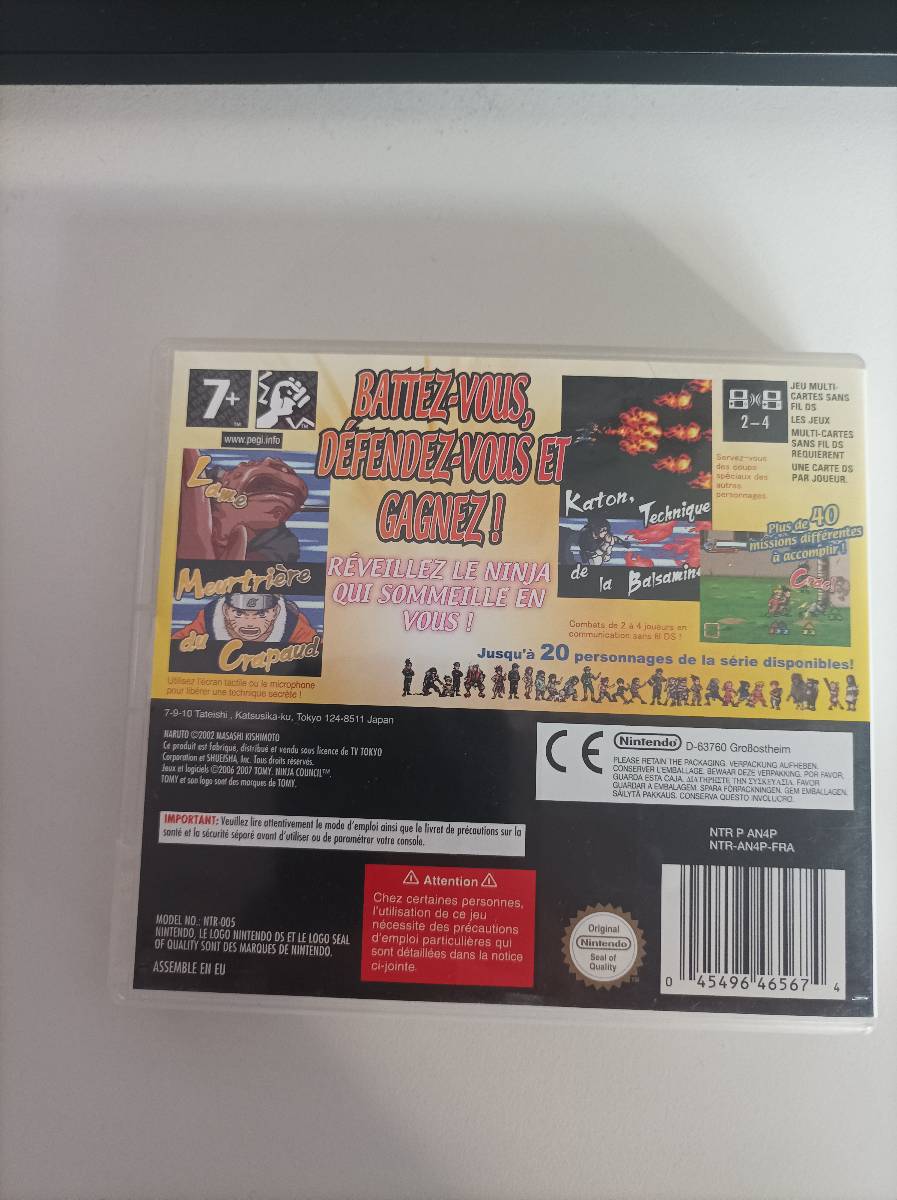 7+
www.pegi.info
BATTEZ-VOUS,
DÉFENDEZ-VOUS ET
GAGNEZ !
RÉVEILLEZ LE NINJA
QUI SOMMEILLE EN
VOUS !
Lame
Meurtrière
du Crapaud
Utilisez l'écran tactile ou le microphone
pour libérer une technique secrète !
Katon,
Technique
de la Balsamine
Combats de 2 à 4 joueurs en
communication sans fil DS !
2-4
JEU MULTI-
CARTES SANS
FIL DS
LES JEUX
MULTI-CARTES
SANS FIL DS
REQUIERENT
UNE CARTE DS
PAR JOUEUR.
Servez-vous
des coups
spéciaux des
autres
personnages
Plus de 40
missions différentes
à accomplir !
Jusqu'à 20 personnages de la série disponibles!
7-9-10 Tateishi, Katsusika-ku, Tokyo 124-8511 Japan
NARUTO ©2002 MASASHI KISHIMOTO
Ce produit est fabriqué, distribué et vendu sous licence de TV TOKYO
Corporation et SHUEISHA, Inc. Tous droits réservés.
Jeux et logiciels ©2006 2007 TOMY. NINJA COUNCIL™.
TOMY et son logo sont des marques de TOMY.
IMPORTANT: Veuillez lire attentivement le mode d'emploi ainsi que le livret de précautions sur la
santé et la sécurité séparé avant d'utiliser ou de paramétrer votre console.
CE
Nintendo D-63760 Großostheim
PLEASE RETAIN THE PACKAGING. VERPACKUNG AUFHEBEN.
CONSERVER L'EMBALLAGE. BEWAAR DEZE VERPAKKING. POR FAVOR,
GUARDA ESTA CAJA. ΔΙΑΤΗΡΗΣΤΕ ΤΗΝ ΣΥΣΚΕΥΑΣΙΑ. FAVOR
GUARDAR A EMBALAGEM. SPARA FÖRPACKNINGEN. GEM EMBALLAGEN.
SÄILYTÄ PAKKAUS. CONSERVA QUESTO INVOLUCRO.
NTR P AN4P
NTR-AN4P-FRA
MODEL NO.: NTR-005
NINTENDO, LE LOGO NINTENDO DS ET LE LOGO SEAL
OF QUALITY SONT DES MARQUES DE NINTENDO.
ASSEMBLE EN EU
Attention
Chez certaines personnes,
l'utilisation de ce jeu
nécessite des précautions
d'emploi particulières qui
sont détaillées dans la notice
ci-jointe.
Original
Nintendo
Seal of
Quality
0 45496 46567 4